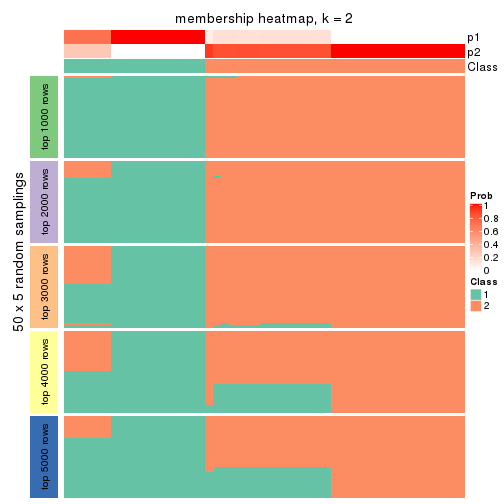 membership heatmap, k = 2
p1
p2
Class
50 x 5 random samplings
top 1000 rows
top 2000 rows
top 3000 rows
top 4000 rows
top 5000 rows
Prob
1
0.8
0.6
0.4
0.2
0
Class
1
2